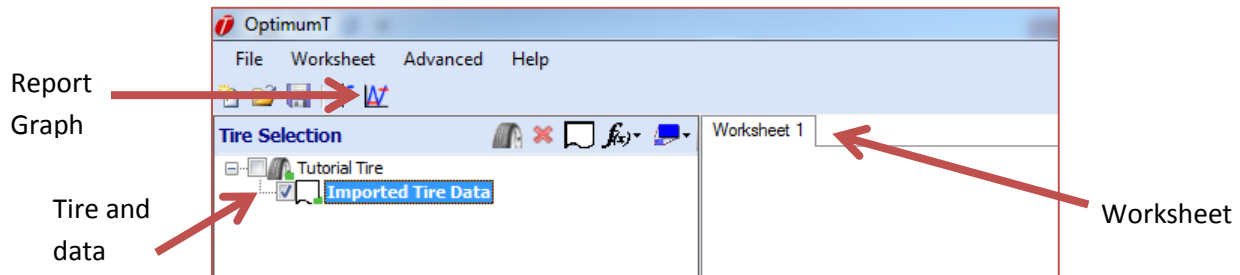 OptimumT
File Worksheet Advanced Help
Report
Graph
Tire Selection
f(x)
Worksheet 1
Tutorial Tire
Imported Tire Data
Tire and
data
Worksheet